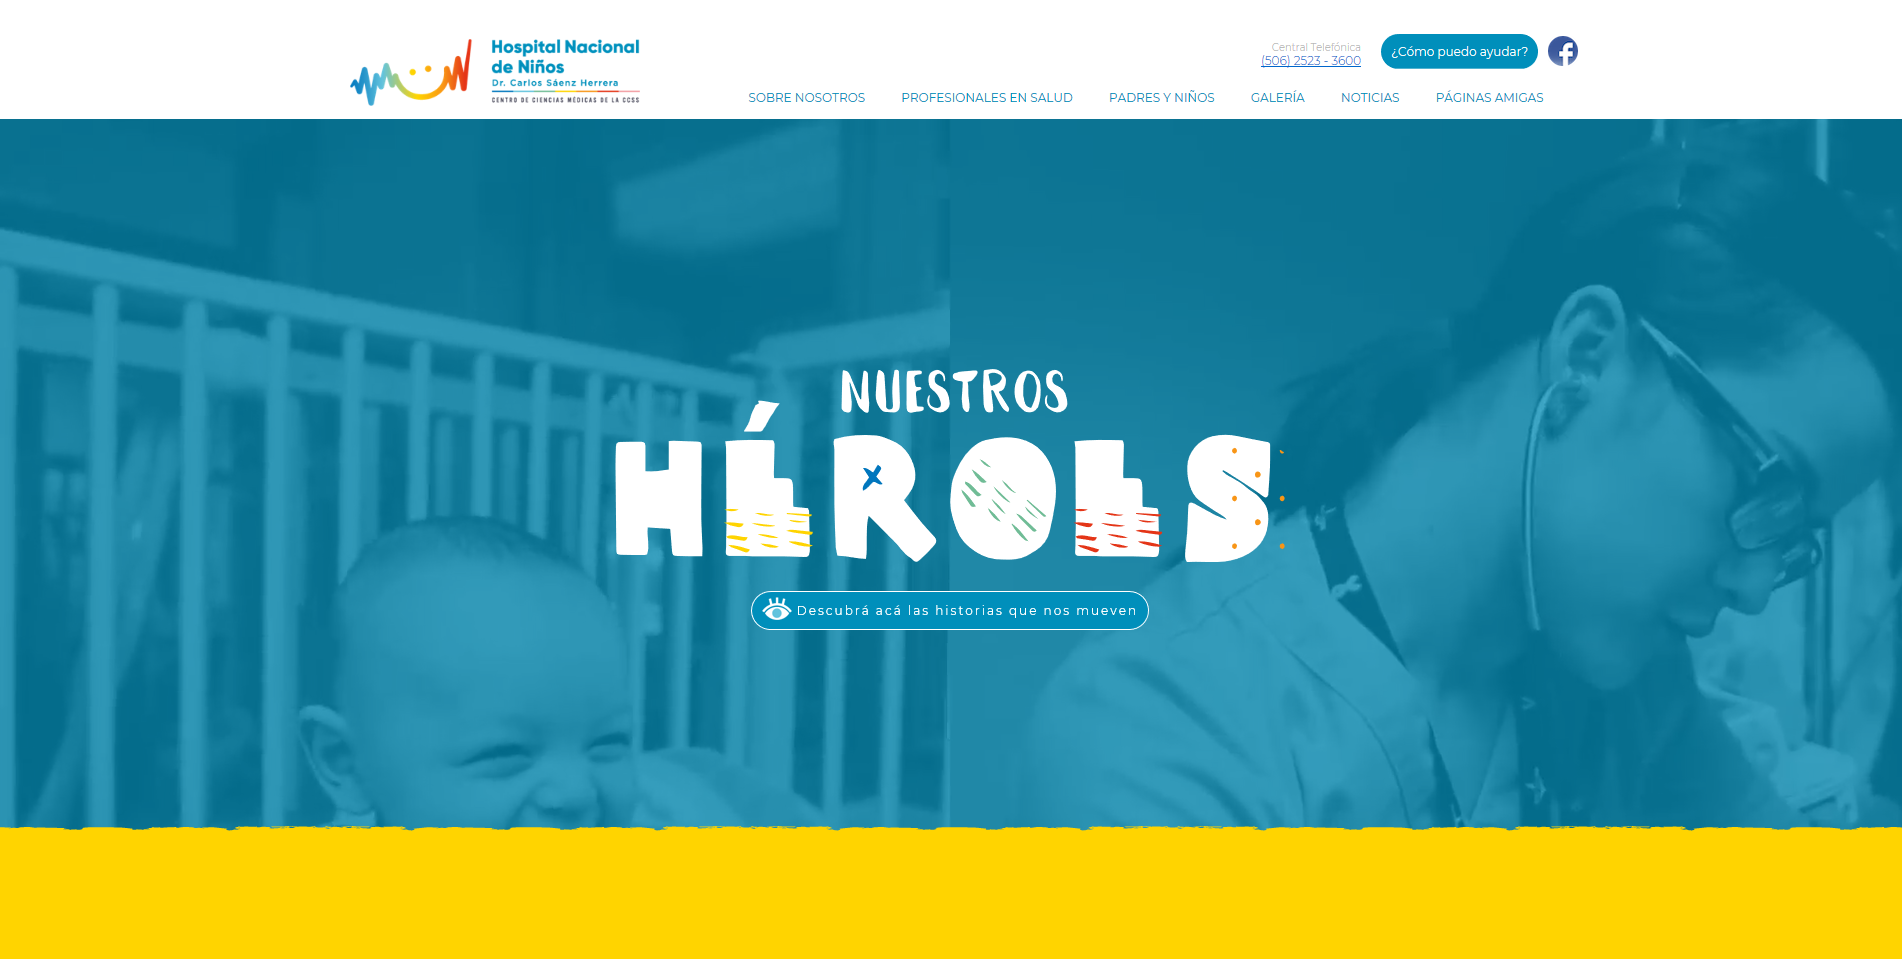 Hospital Nacional
de Niños
Dr. Carlos Sáenz Herrera
CENTRO DE CIENCIAS MÉDICAS DE LA CCSS
Central Telefónica
(506) 2523 - 3600
¿Cómo puedo ayudar?
SOBRE NOSOTROS PROFESIONALES EN SALUD PADRES Y NIÑOS GALERÍA NOTICIAS PÁGINAS AMIGAS
NUESTROS
HÉROES
Descubrá acá las historias que nos mueven